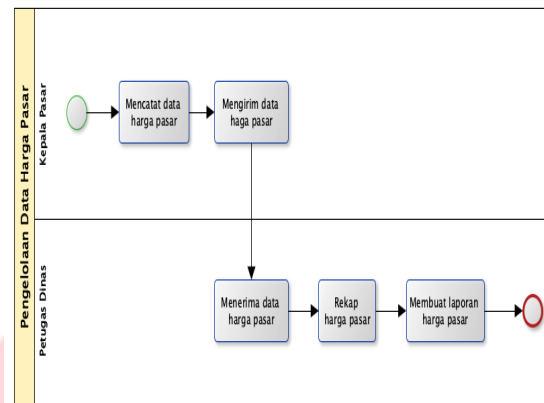 Pengelolaan Data Harga Pasar
Kepala Pasar
Mencatat data
harga pasar
Mengirim data
haga pasar
Petugas Dinas
Menerima data
harga pasar
Rekap
harga pasar
Membuat laporan
harga pasar